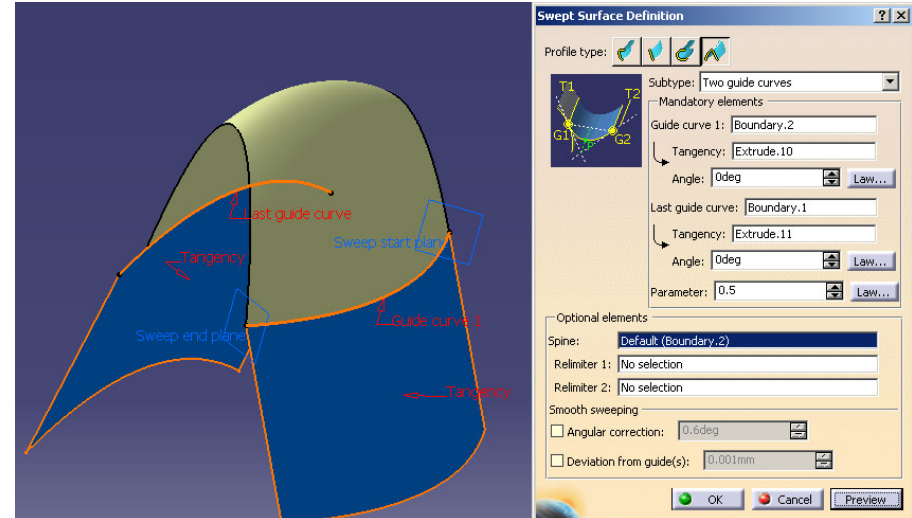 Last guide curve
Sweep start plane
Tangency
Guide curve 1
Sweep end plane
Tangency
Swept Surface Definition
Profile type:
Subtype: Two guide curves
T1 T2
G1 G2
P
Mandatory elements
Guide curve 1: Boundary.2
Tangency: Extrude.10
Angle: 0deg Law...
Last guide curve: Boundary.1
Tangency: Extrude.11
Angle: 0deg Law...
Parameter: 0.5 Law...
Optional elements
Spine: Default (Boundary.2)
Relimiter 1: No selection
Relimiter 2: No selection
Smooth sweeping
Angular correction: 0.6deg
Deviation from guide(s): 0.001mm
OK Cancel Preview